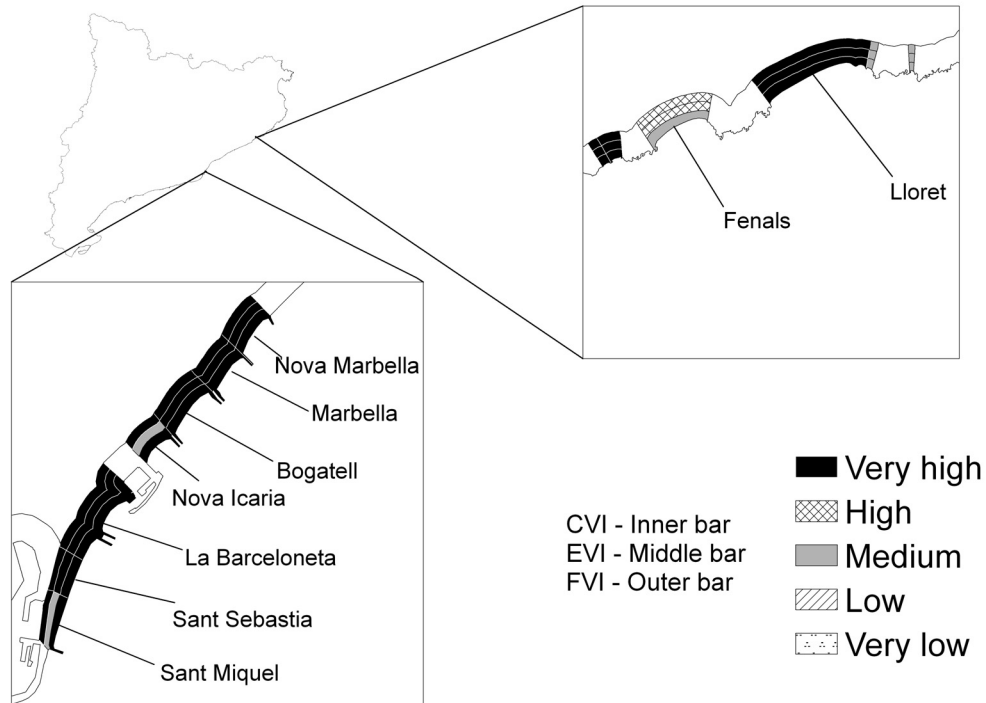 Lloret
Fenals
Nova Marbella
Marbella
Bogatell
Nova Icaria
La Barceloneta
Sant Sebastia
Sant Miquel
CVI - Inner bar
EVI - Middle bar
FVI - Outer bar
Very high
High
Medium
Low
Very low